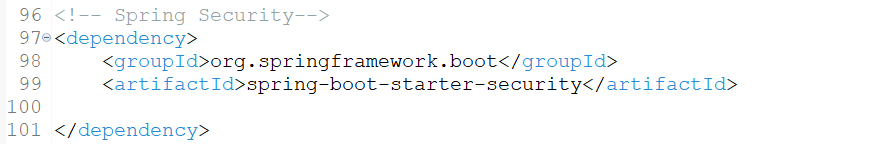 96 <!-- Spring Security-->
97 <dependency>
98     <groupId>org.springframework.boot</groupId>
99     <artifactId>spring-boot-starter-security</artifactId>
100
101 </dependency>